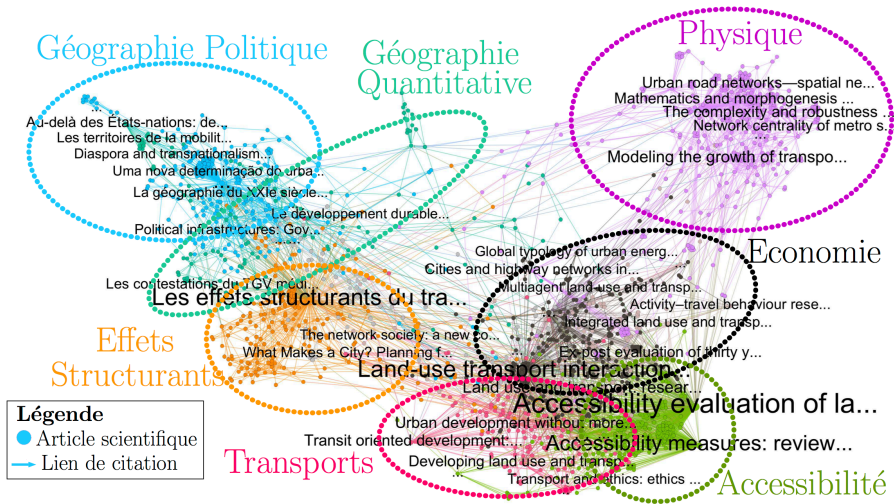 Géographie Politique
Géographie
Quantitative
Physique
Urban road networks—spatial ne...
Mathematics and morphogenesis ...
The complexity and robustness ...
Network centrality of metro s...
...
Modeling the growth of transpo...
...
Au-delà des États-nations: de...
Les territoires de la mobilit...
Diaspora and transnationalism...
Uma nova determinação do urba...
La géographie du XXIe siècle...
Le développement durable...
Political infrastructures: Gov...
...
Economie
Global typology of urban energ...
Cities and highway networks in...
...
Multiagent land-use and transp...
Activity–travel behaviour rese...
Integrated land use and transp...
Ex-post evaluation of thirty y...
Les contestations du TGV médi...
Les effets structurants du tra...
The network society: a new co...
What Makes a City? Planning f...
Effets
Structurants
Land-use transport interaction...
Land use and transport resear...
Accessibility evaluation of la...
Urban development without more...
Transit oriented development:...
Accessibility measures: review...
Developing land use and transp...
...
Transport and ethics: ethics ...
...
Transports
Accessibilité
Légende
Article scientifique
Lien de citation